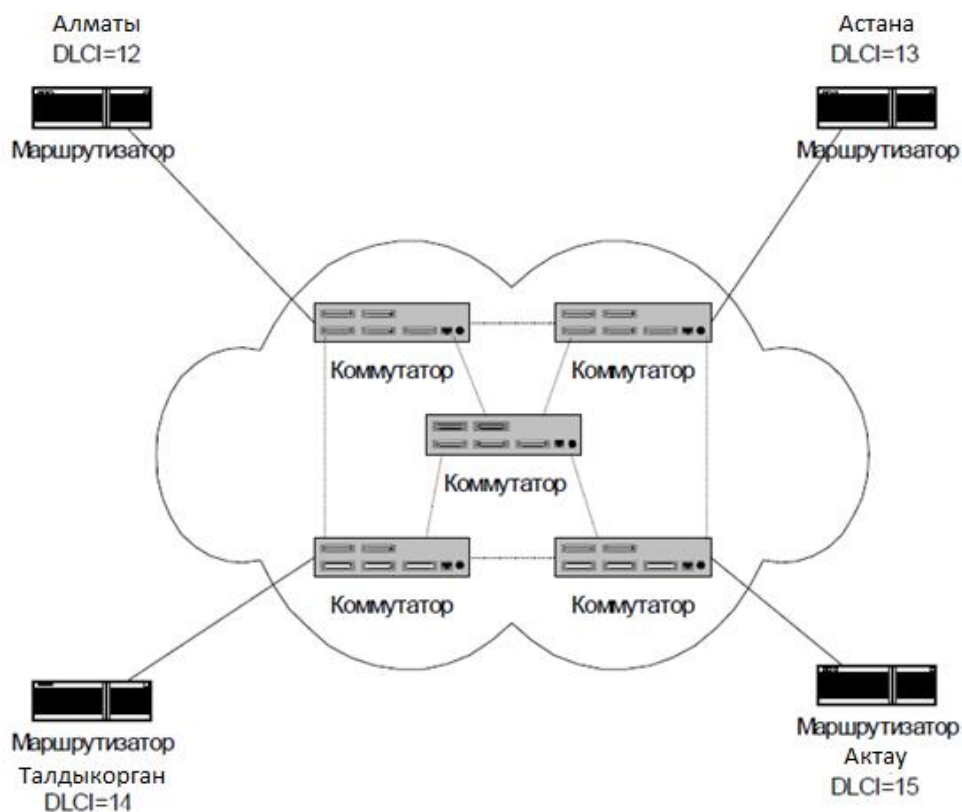 Алматы
DLCI=12
Астана
DLCI=13
Маршрутизатор
Маршрутизатор
Коммутатор
Коммутатор
Коммутатор
Коммутатор
Коммутатор
Маршрутизатор
Талдыкорган
DLCI=14
Маршрутизатор
Актау
DLCI=15